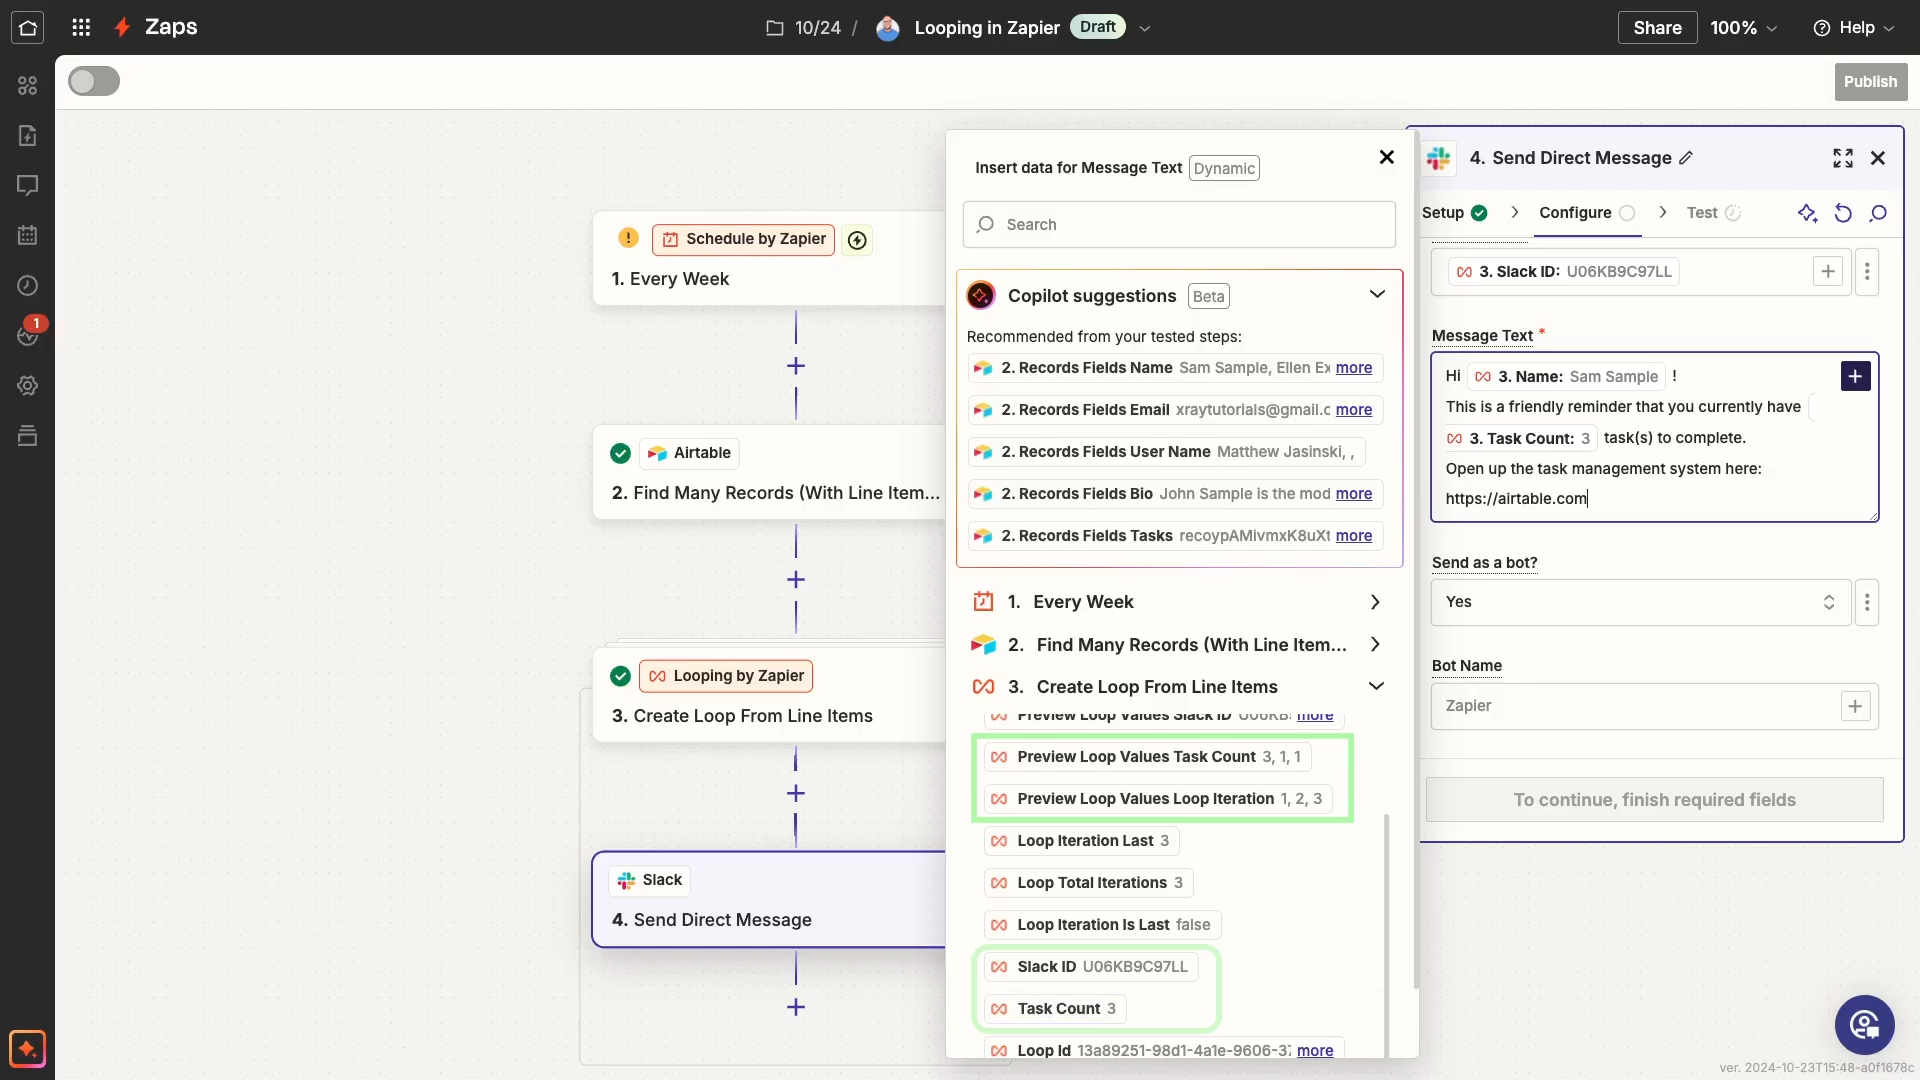 Zaps
10/24 / Looping in Zapier Draft
Share 100% Help
Publish
1
Schedule by Zapier
1. Every Week
Airtable
2. Find Many Records (With Line Item...
Looping by Zapier
3. Create Loop From Line Items
Slack
4. Send Direct Message
Insert data for Message Text Dynamic
Search
Copilot suggestions Beta
Recommended from your tested steps:
2. Records Fields Name Sam Sample, Ellen Ex more
2. Records Fields Email xraytutorials@gmail.c more
2. Records Fields User Name Matthew Jasinski, ,
2. Records Fields Bio John Sample is the mod more
2. Records Fields Tasks recoypAMivmxK8uXt more
1. Every Week
2. Find Many Records (With Line Item...
3. Create Loop From Line Items
Preview Loop Values Slack ID U06KB more
Preview Loop Values Task Count 3, 1, 1
Preview Loop Values Loop Iteration 1, 2, 3
Loop Iteration Last 3
Loop Total Iterations 3
Loop Iteration Is Last false
Slack ID U06KB9C97LL
Task Count 3
Loop Id 13a89251-98d1-4a1e-9606-37 more
4. Send Direct Message
Setup Configure Test
3. Slack ID: U06KB9C97LL
Message Text *
Hi 3. Name: Sam Sample !
This is a friendly reminder that you currently have
3. Task Count: 3 task(s) to complete.
Open up the task management system here:
https://airtable.com
Send as a bot?
Yes
Bot Name
Zapier
To continue, finish required fields
ver. 2024-10-23T15:48-a0f1678c